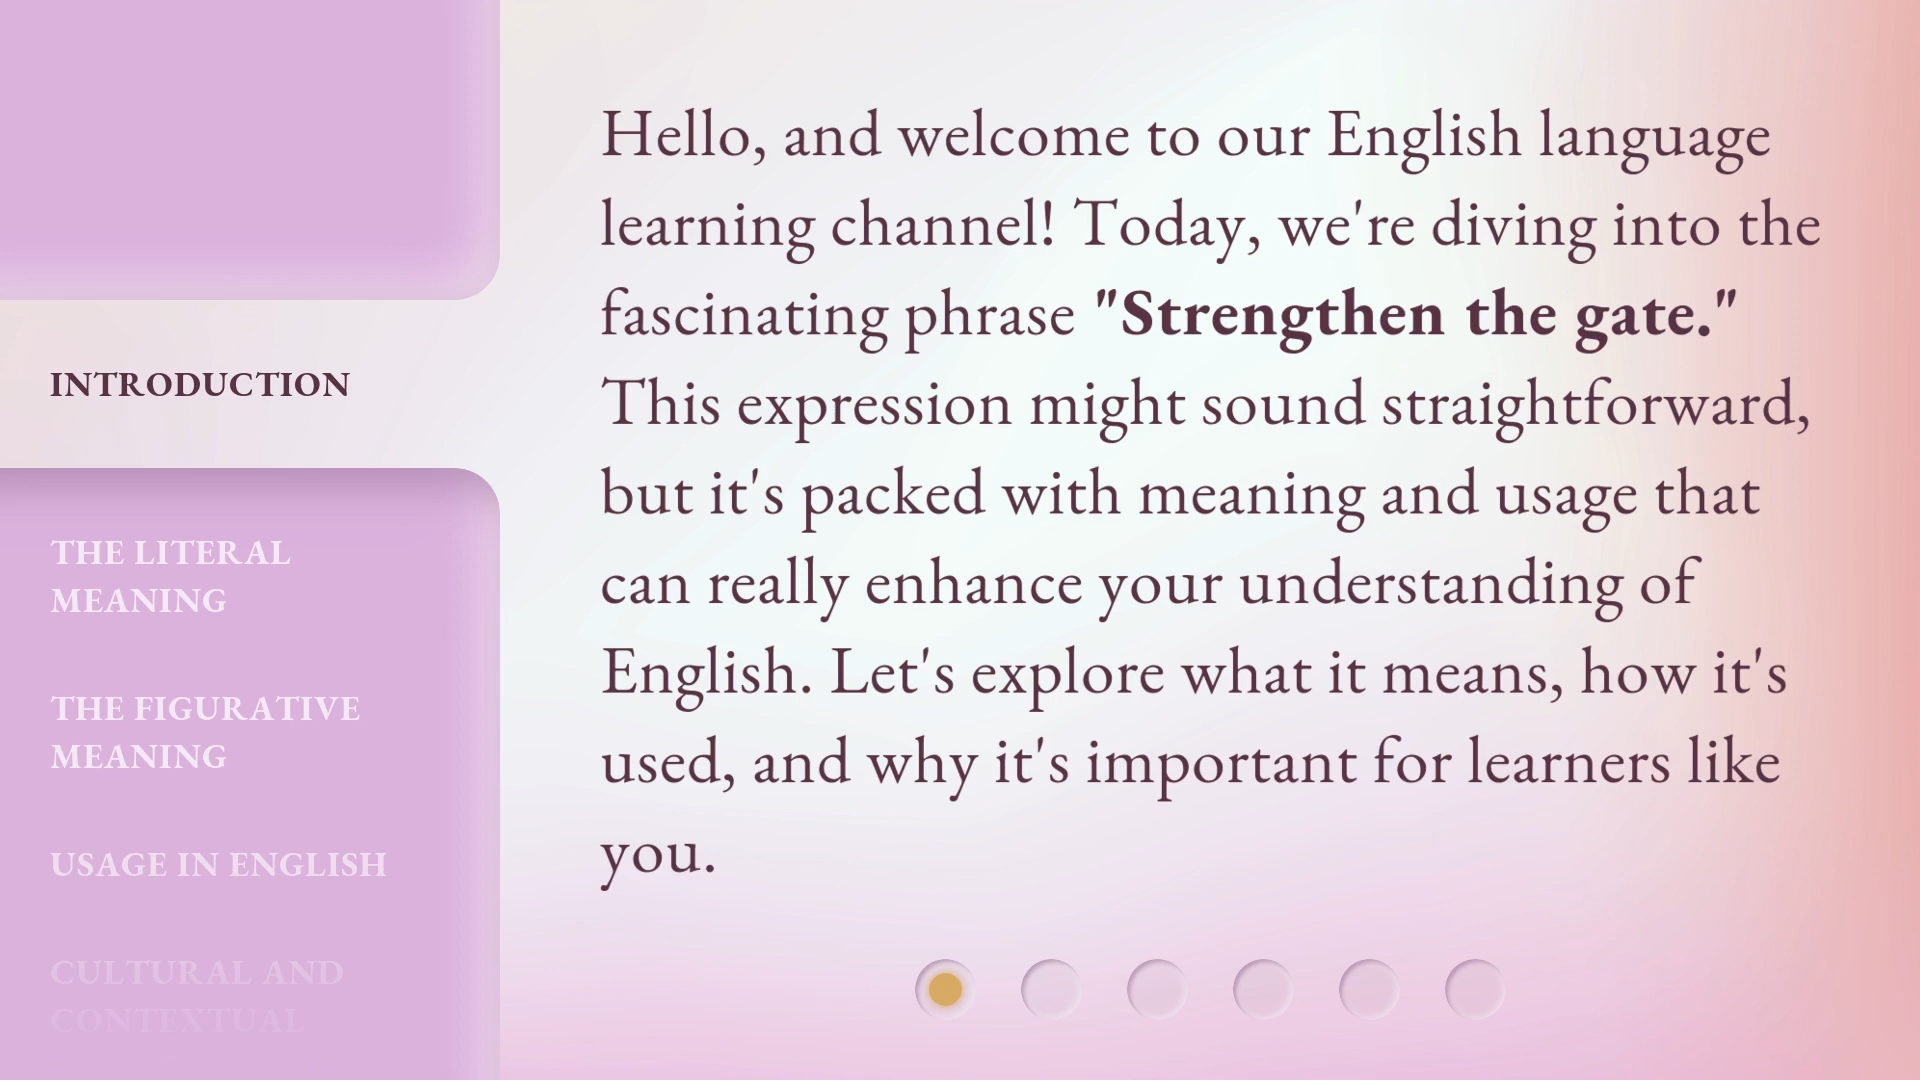 INTRODUCTION
THE LITERAL
MEANING
THE FIGURATIVE
MEANING
USAGE IN ENGLISH
CULTURAL AND
CONTEXTUAL
Hello, and welcome to our English language
learning channel! Today, we're diving into the
fascinating phrase "Strengthen the gate."
This expression might sound straightforward,
but it's packed with meaning and usage that
can really enhance your understanding of
English. Let's explore what it means, how it's
used, and why it's important for learners like
you.